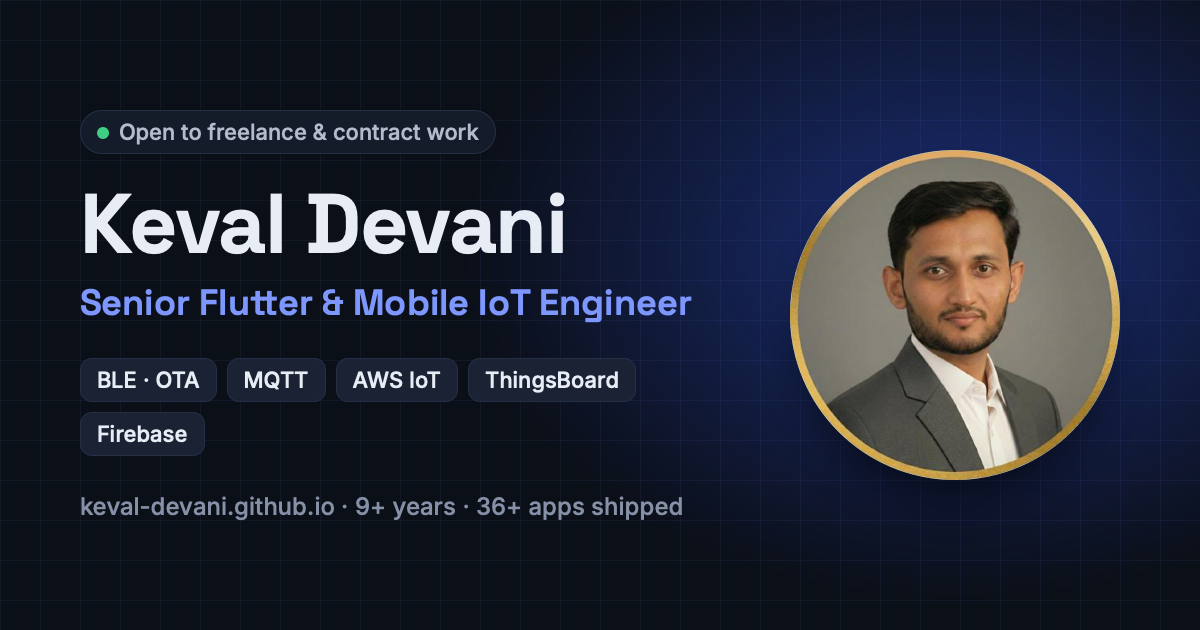 Open to freelance & contract work
Keval Devani
Senior Flutter & Mobile IoT Engineer
BLE · OTA MQTT AWS IoT ThingsBoard
Firebase
keval-devani.github.io · 9+ years · 36+ apps shipped